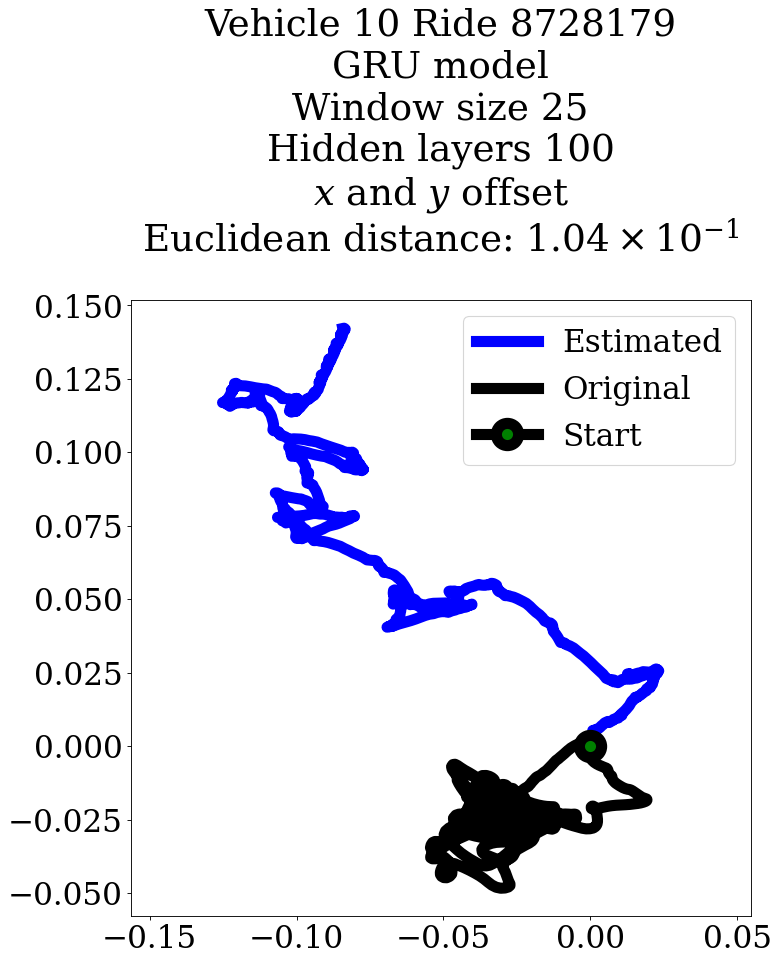 Vehicle 10 Ride 8728179
GRU model
Window size 25
Hidden layers 100
x and y offset
Euclidean distance: 1.04 × 10⁻¹
0.150
0.125
0.100
0.075
0.050
0.025
0.000
−0.025
−0.050
−0.15
−0.10
−0.05
0.00
0.05
Estimated
Original
Start